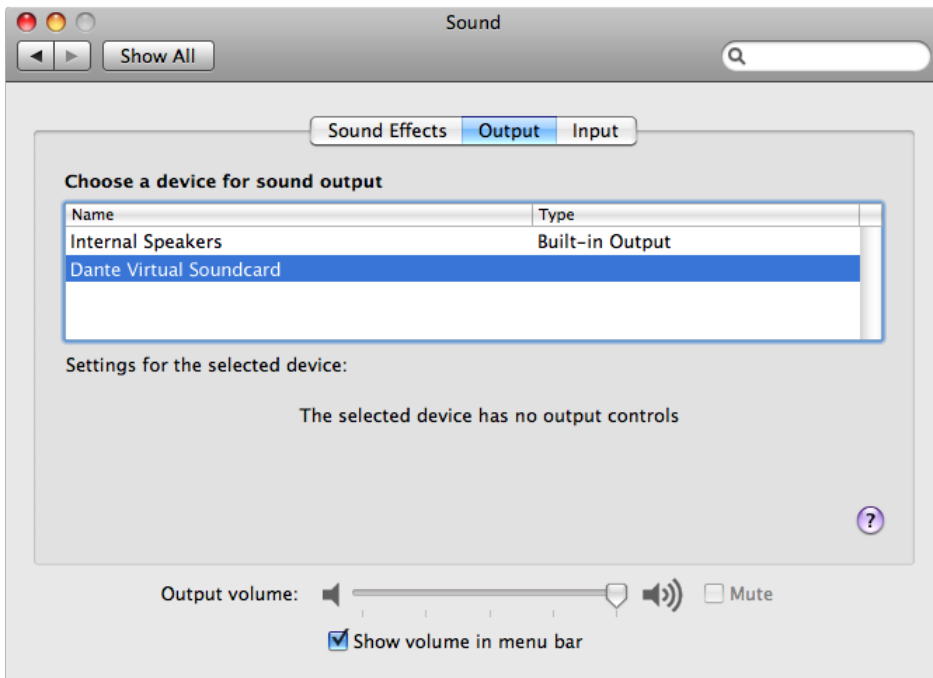 Sound
Show All
Sound Effects Output Input
Choose a device for sound output
Name Type
Internal Speakers Built-in Output
Dante Virtual Soundcard
Settings for the selected device:
The selected device has no output controls
?
Output volume: Mute
Show volume in menu bar